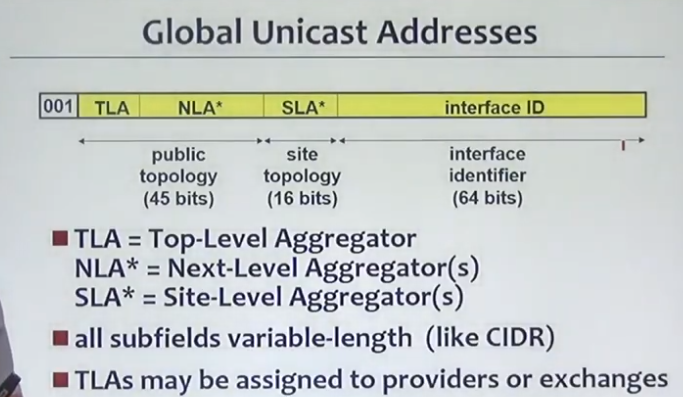 Global Unicast Addresses
001 TLA NLA* SLA* interface ID
public topology (45 bits)
site topology (16 bits)
interface identifier (64 bits)
TLA = Top-Level Aggregator
NLA* = Next-Level Aggregator(s)
SLA* = Site-Level Aggregator(s)
all subfields variable-length (like CIDR)
TLAs may be assigned to providers or exchanges